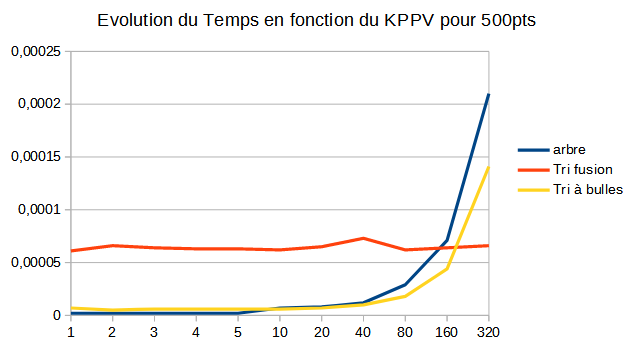 Evolution du Temps en fonction du KPPV pour 500pts
0,00025
0,0002
0,00015
0,0001
0,00005
0
1 2 3 4 5 10 20 40 80 160 320
arbre
Tri fusion
Tri à bulles